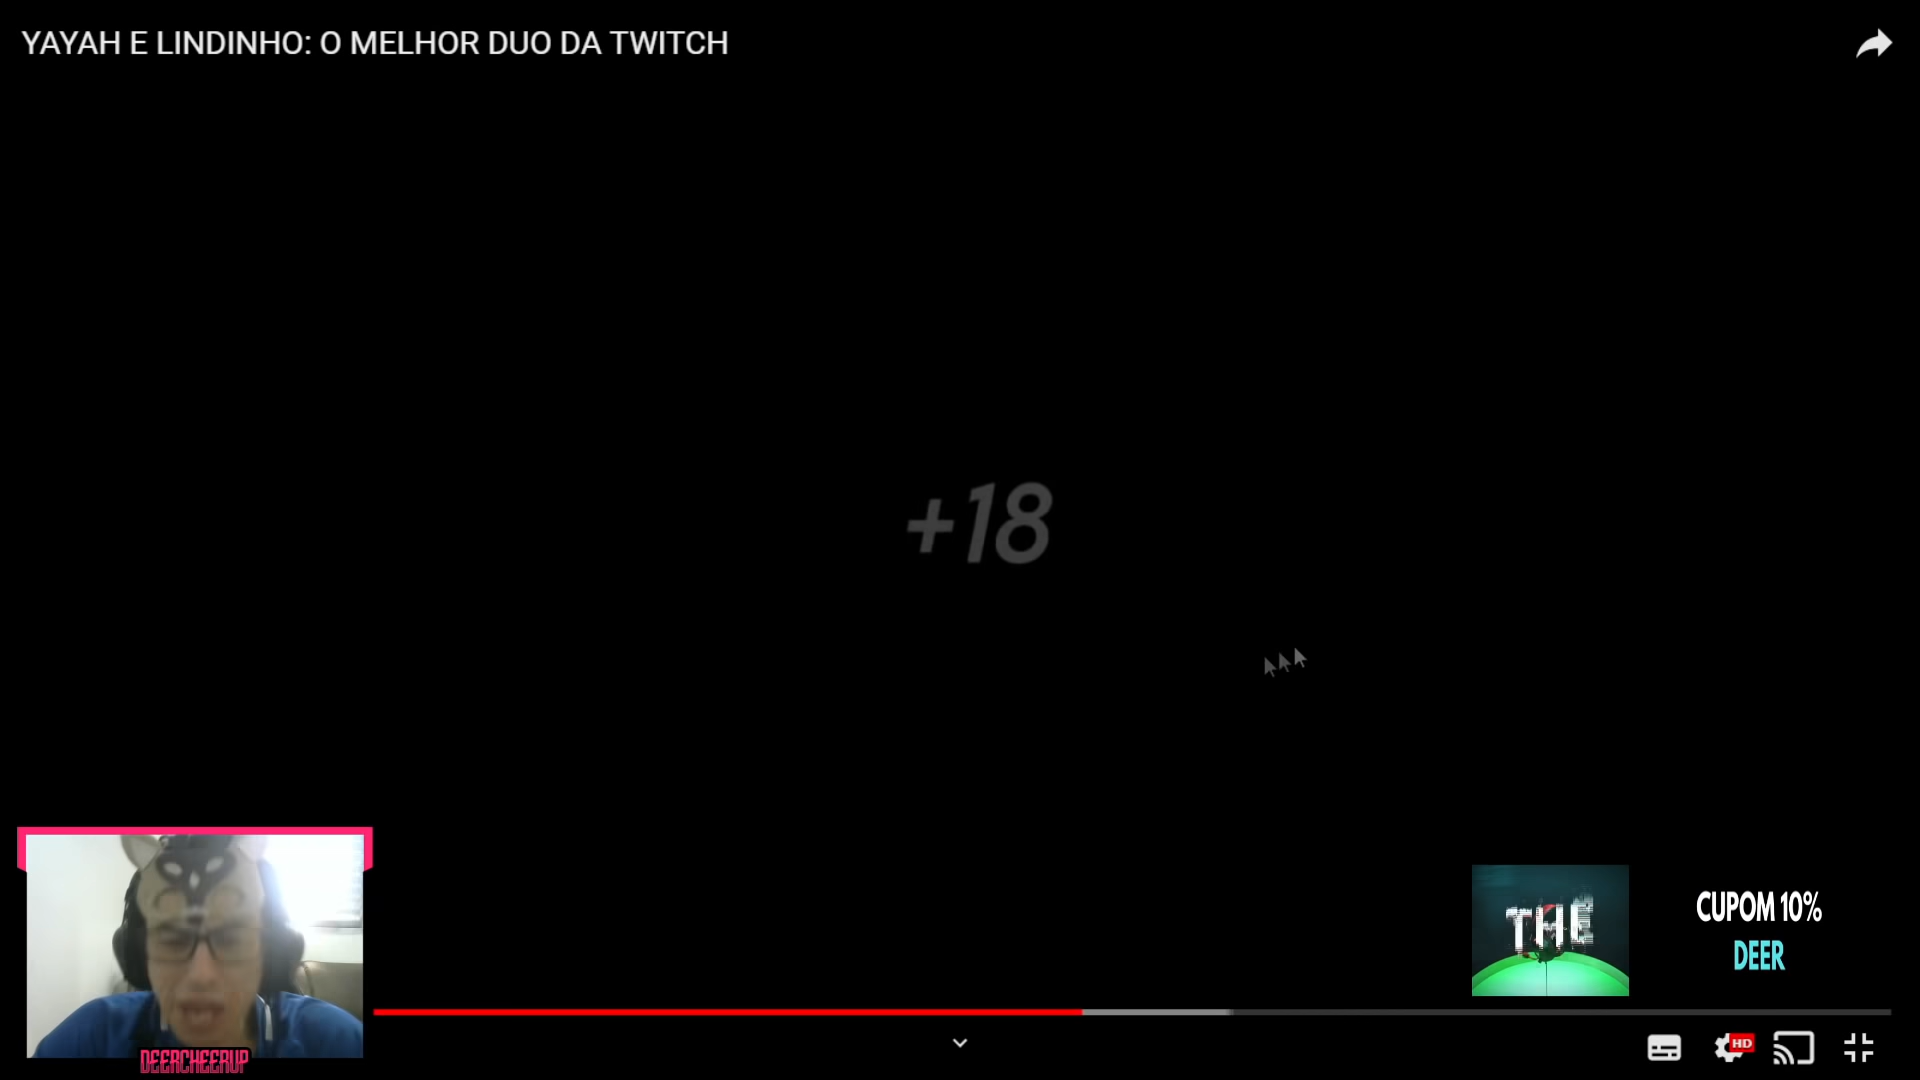 YAYAH E LINDINHO: O MELHOR DUO DA TWITCH
+18
THE
CUPOM 10%
DEER
HD
DEERCHEERUP